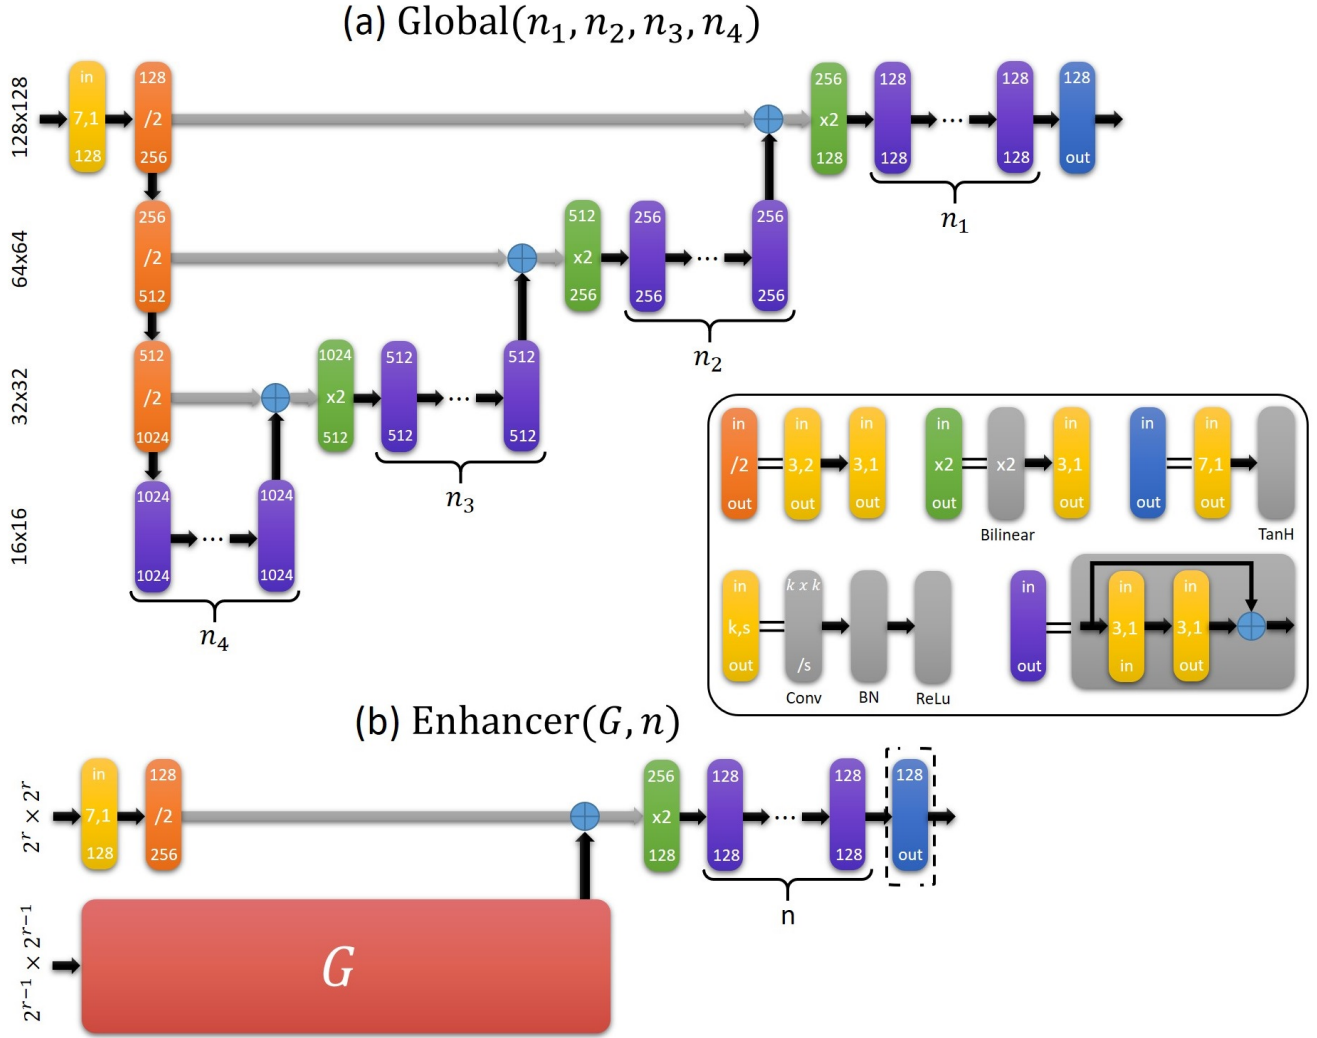 (a) Global(n₁, n₂, n₃, n₄)
128x128
in 7,1 128
128 /2 256
256 x2 128
128 128
...
128 128
128 out
n₁
64x64
256 /2 512
512 x2 256
256 256
...
256 256
n₂
32x32
512 /2 1024
1024 x2 512
512 512
...
512 512
n₃
16x16
1024 1024
...
1024 1024
n₄
in /2 out
in 3,2 out
in 3,1 out
in x2 out
x2
Bilinear
in 3,1 out
in out
in 7,1 out
TanH
in k,s out
k x k /s
Conv
BN
ReLu
in out
in 3,1 in
in 3,1 out
(b) Enhancer(G, n)
2ʳ × 2ʳ
in 7,1 128
128 /2 256
256 x2 128
128 128
...
128 128
128 out
n
2ʳ⁻¹ × 2ʳ⁻¹
G